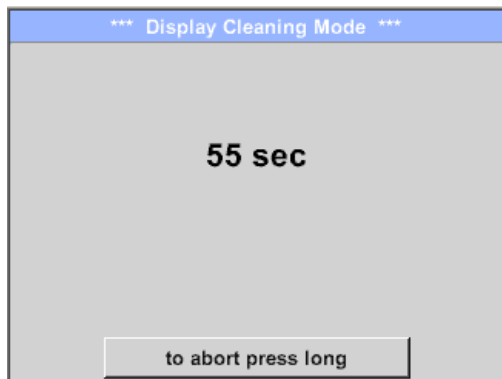 *** Display Cleaning Mode ***
55 sec
to abort press long